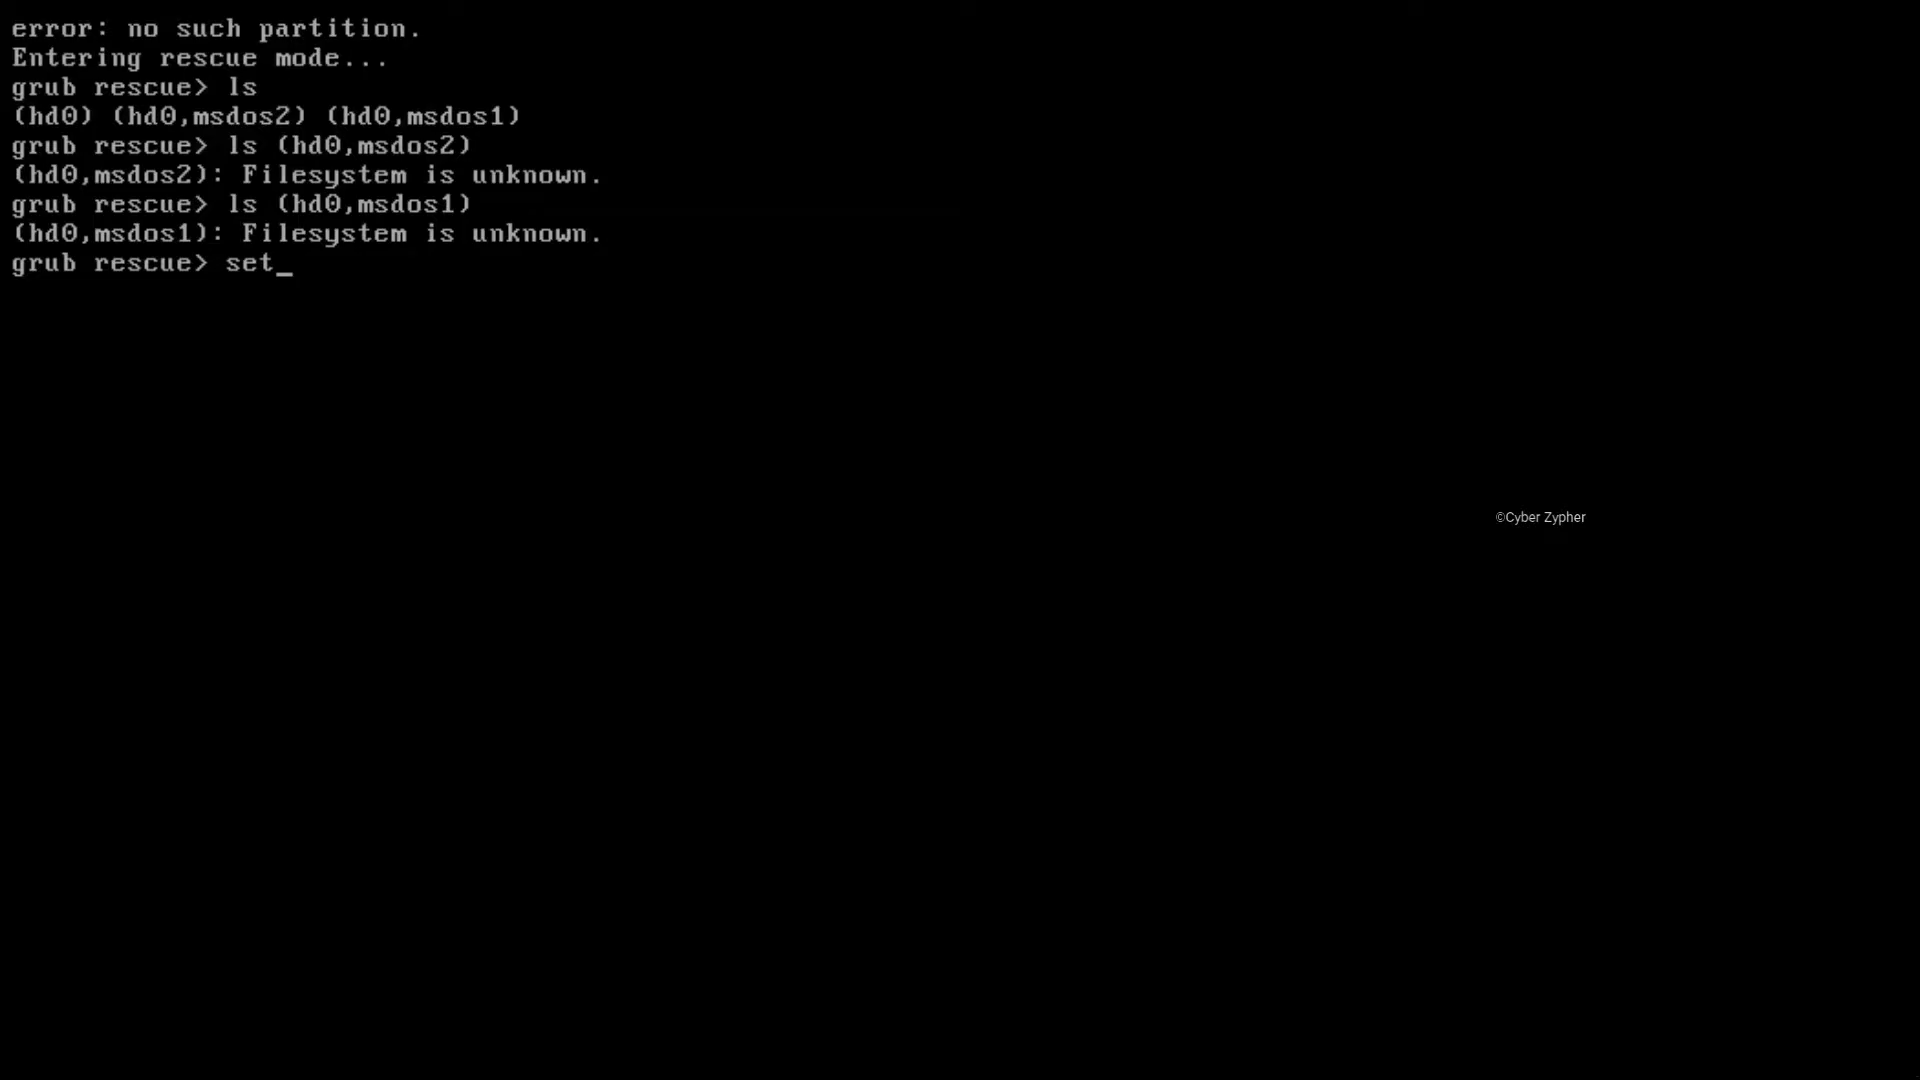 error: no such partition.
Entering rescue mode...
grub rescue> ls
(hd0) (hd0,msdos2) (hd0,msdos1)
grub rescue> ls (hd0,msdos2)
(hd0,msdos2): Filesystem is unknown.
grub rescue> ls (hd0,msdos1)
(hd0,msdos1): Filesystem is unknown.
grub rescue> set_
©Cyber Zypher